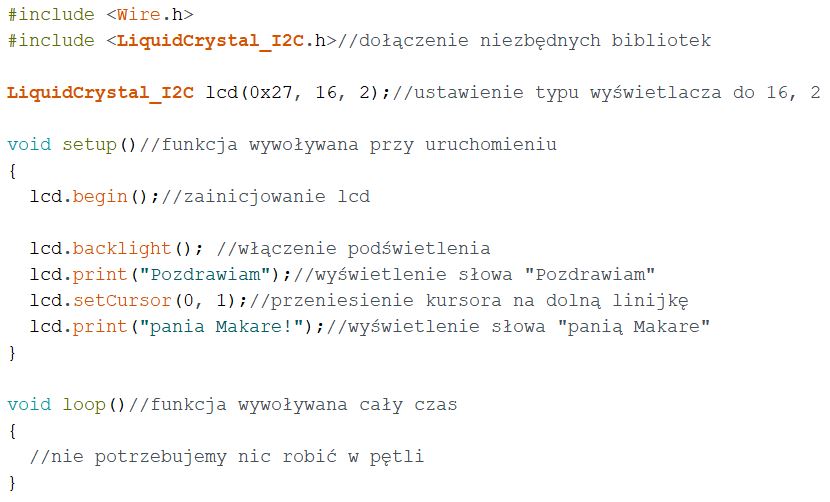 #include <Wire.h>
#include <LiquidCrystal_I2C.h>//dołączenie niezbędnych bibliotek
LiquidCrystal_I2C lcd(0x27, 16, 2);//ustawienie typu wyświetlacza do 16, 2
void setup()//funkcja wywoływana przy uruchomieniu
{
lcd.begin();//zainicjowanie lcd
lcd.backlight(); //włączenie podświetlenia
lcd.print("Pozdrawiam");//wyświetlenie słowa "Pozdrawiam"
lcd.setCursor(0, 1);//przeniesienie kursora na dolną linijkę
lcd.print("pania Makare!");//wyświetlenie słowa "panią Makare"
}
void loop()//funkcja wywoływana cały czas
{
//nie potrzebujemy nic robić w pętli
}